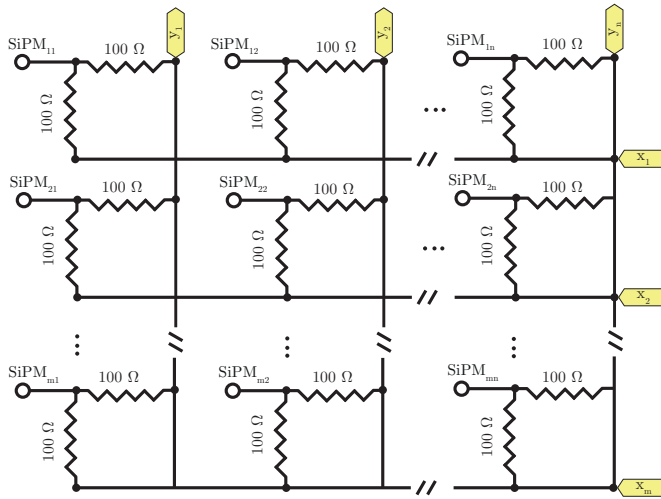 y₁
y₂
yₙ
SiPM₁₁
100 Ω
SiPM₁₂
100 Ω
SiPM₁ₙ
100 Ω
100 Ω
100 Ω
100 Ω
...
x₁
SiPM₂₁
100 Ω
SiPM₂₂
100 Ω
SiPM₂ₙ
100 Ω
100 Ω
100 Ω
100 Ω
...
x₂
...
...
...
SiPMₘ₁
100 Ω
SiPMₘ₂
100 Ω
SiPMₘₙ
100 Ω
100 Ω
100 Ω
100 Ω
xₘ